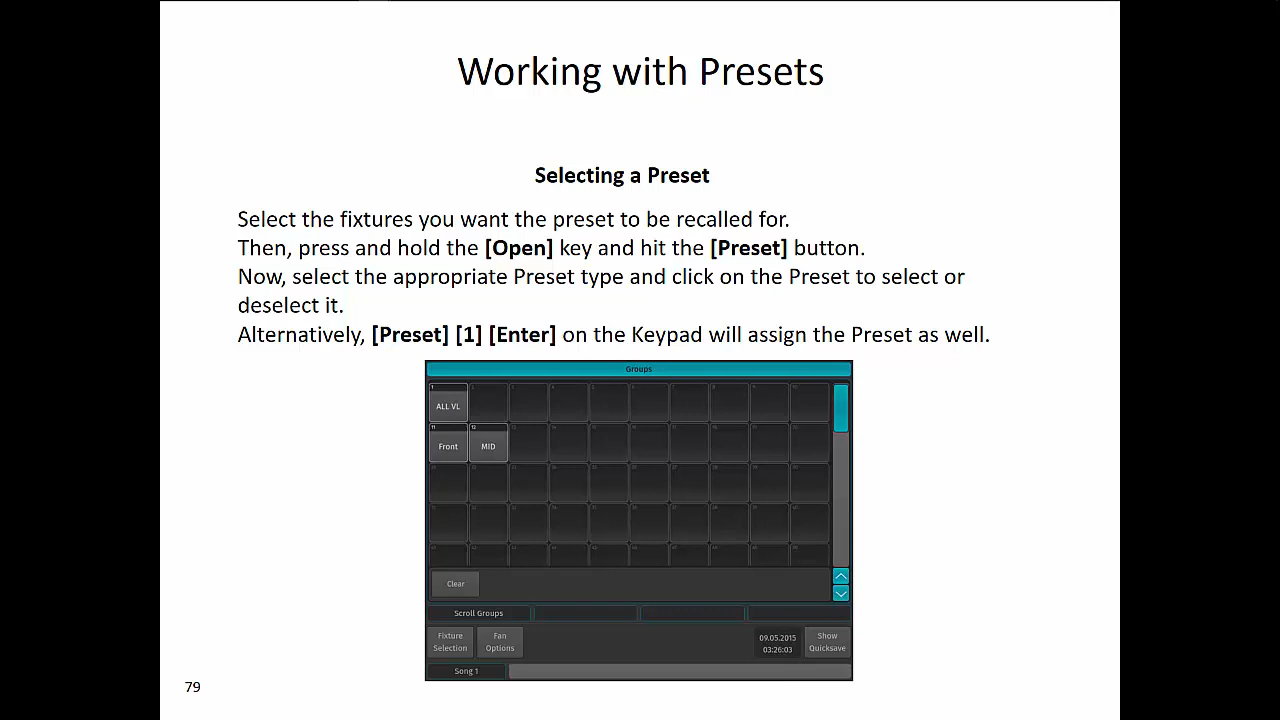 Working with Presets
Selecting a Preset
Select the fixtures you want the preset to be recalled for.
Then, press and hold the [Open] key and hit the [Preset] button.
Now, select the appropriate Preset type and click on the Preset to select or
deselect it.
Alternatively, [Preset] [1] [Enter] on the Keypad will assign the Preset as well.
Groups
1
ALL VL
11 12
Front MID
Clear
Scroll Groups
Fixture Selection
Fan Options
09.05.2015
03:26:03
Show Quicksave
Song 1
79